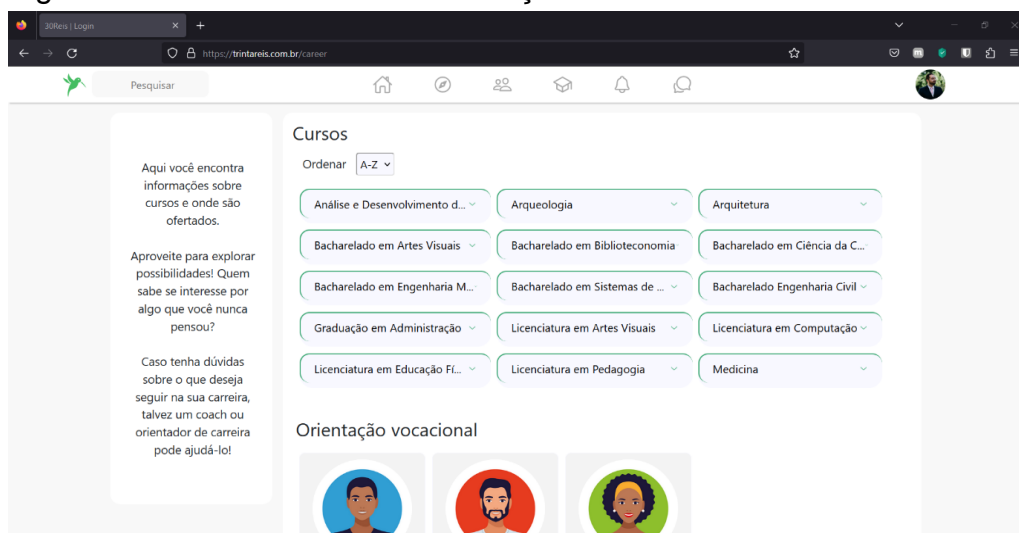 30Reis | Login
https://trintareis.com.br/career
Pesquisar
Aqui você encontra
informações sobre
cursos e onde são
ofertados.
Aproveite para explorar
possibilidades! Quem
sabe se interesse por
algo que você nunca
pensou?
Caso tenha dúvidas
sobre o que deseja
seguir na sua carreira,
talvez um coach ou
orientador de carreira
pode ajudá-lo!
Cursos
Ordenar A-Z
Análise e Desenvolvimento d... Arqueologia Arquitetura
Bacharelado em Artes Visuais Bacharelado em Biblioteconomia Bacharelado em Ciência da C...
Bacharelado em Engenharia M... Bacharelado em Sistemas de ... Bacharelado Engenharia Civil
Graduação em Administração Licenciatura em Artes Visuais Licenciatura em Computação
Licenciatura em Educação Fí... Licenciatura em Pedagogia Medicina
Orientação vocacional